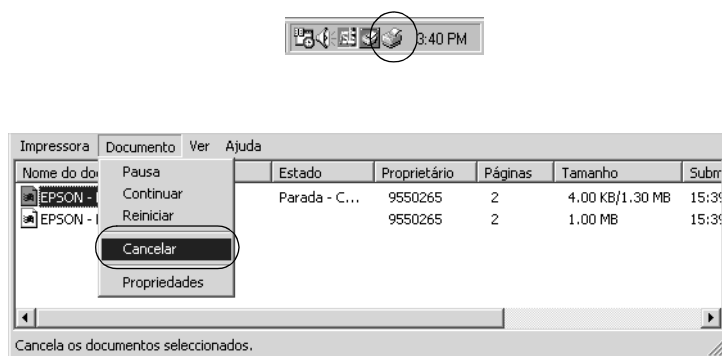 3:40 PM
Impressora Documento Ver Ajuda
Nome do do Estado Proprietário Páginas Tamanho Subm
EPSON - Parada - C... 9550265 2 4.00 KB/1.30 MB 15:39
EPSON - 9550265 2 1.00 MB 15:39
Pausa
Continuar
Reiniciar
Cancelar
Propriedades
Cancela os documentos seleccionados.